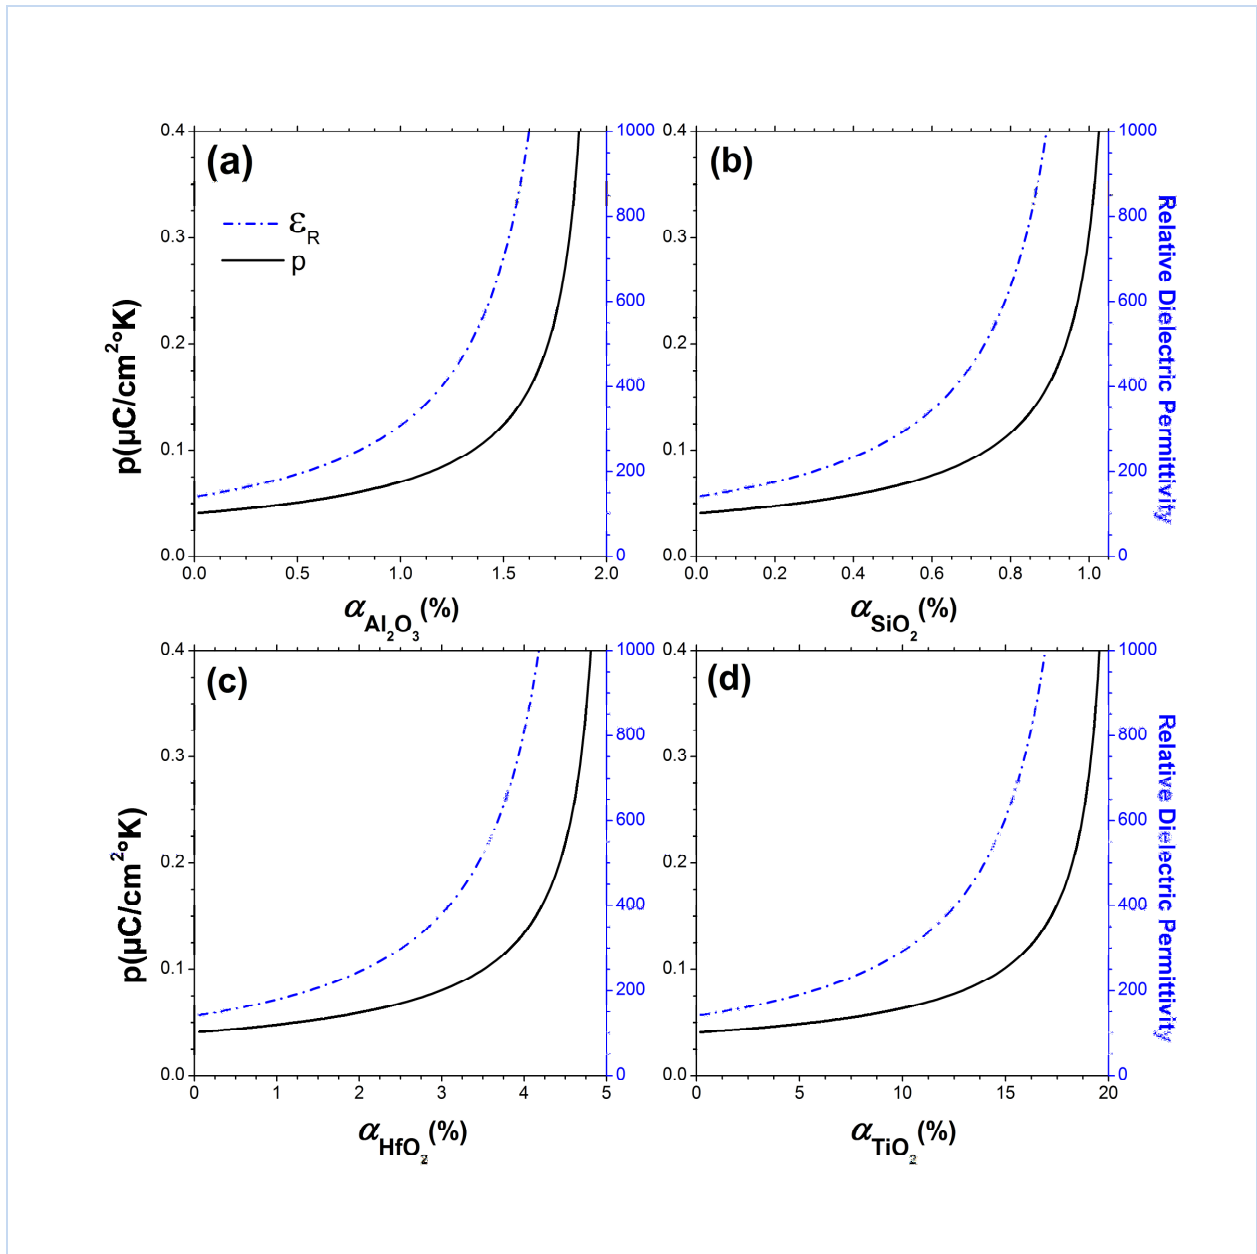 (a)
ε_R
p
p(µC/cm²°K)
0.4
0.3
0.2
0.1
0.0
0.0 0.5 1.0 1.5 2.0
α_Al₂O₃ (%)
1000
800
600
400
200
0
(b)
0.4
0.3
0.2
0.1
0.0
0.0 0.2 0.4 0.6 0.8 1.0
α_SiO₂ (%)
1000
800
600
400
200
0
Relative Dielectric Permittivity
(c)
p(µC/cm²°K)
0.4
0.3
0.2
0.1
0.0
0 1 2 3 4 5
α_HfO₂ (%)
1000
800
600
400
200
0
(d)
0.4
0.3
0.2
0.1
0.0
0 5 10 15 20
α_TiO₂ (%)
1000
800
600
400
200
0
Relative Dielectric Permittivity